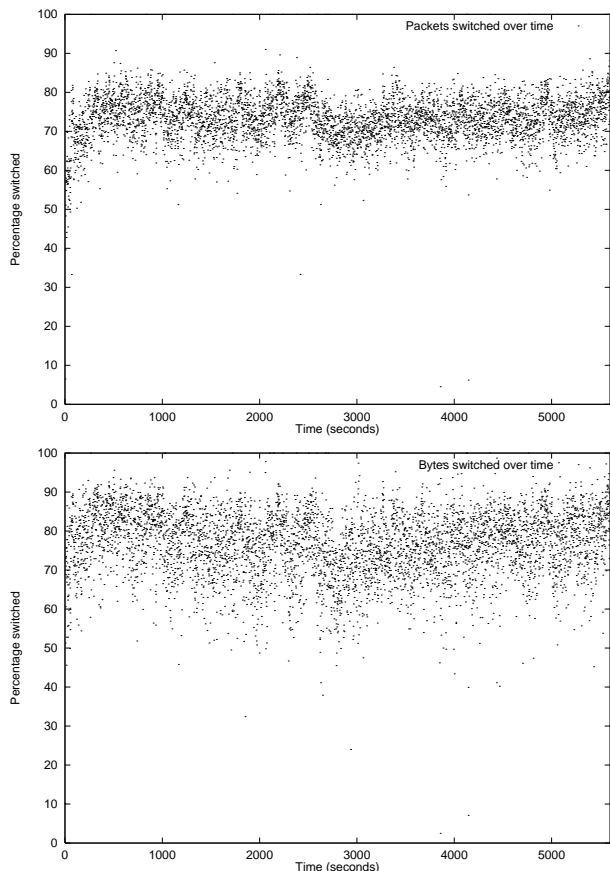 100
Packets switched over time
90
80
70
60
50
40
30
20
10
0
Percentage switched
0 1000 2000 3000 4000 5000
Time (seconds)
100
Bytes switched over time
90
80
70
60
50
40
30
20
10
0
Percentage switched
0 1000 2000 3000 4000 5000
Time (seconds)